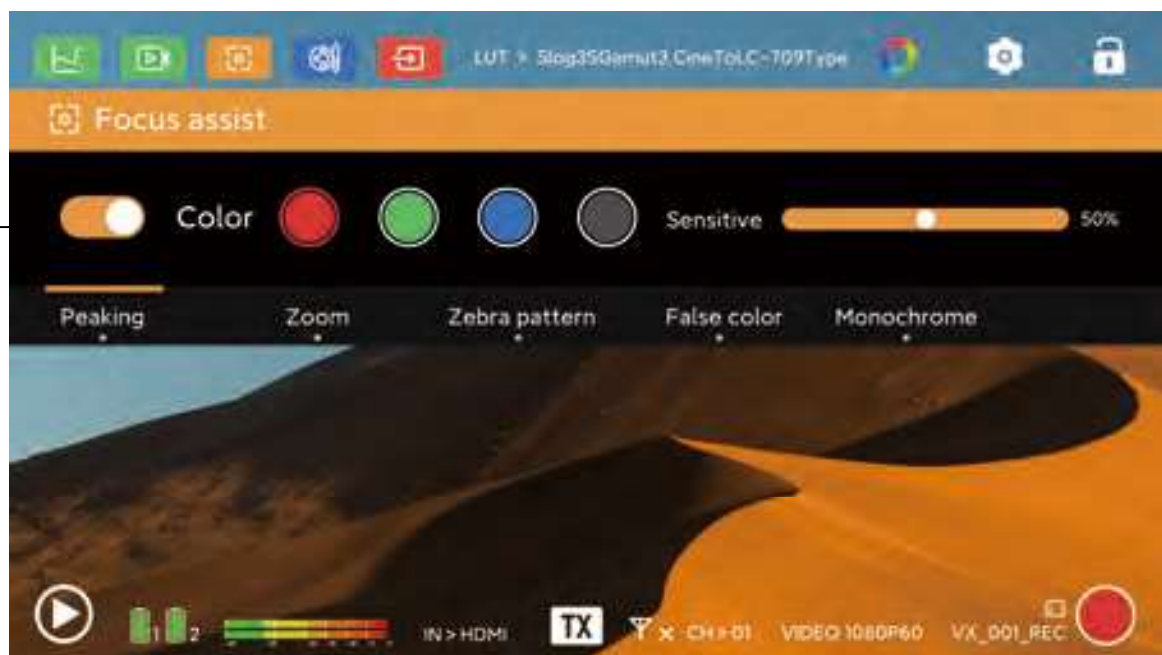 LUT > Slog3SGamut3.CineToLC-709Type
Focus assist
Color
Sensitive
50%
Peaking
Zoom
Zebra pattern
False color
Monochrome
1
2
IN > HDMI
TX
CH > 01
VIDEO 1080P60
VX_001_REC